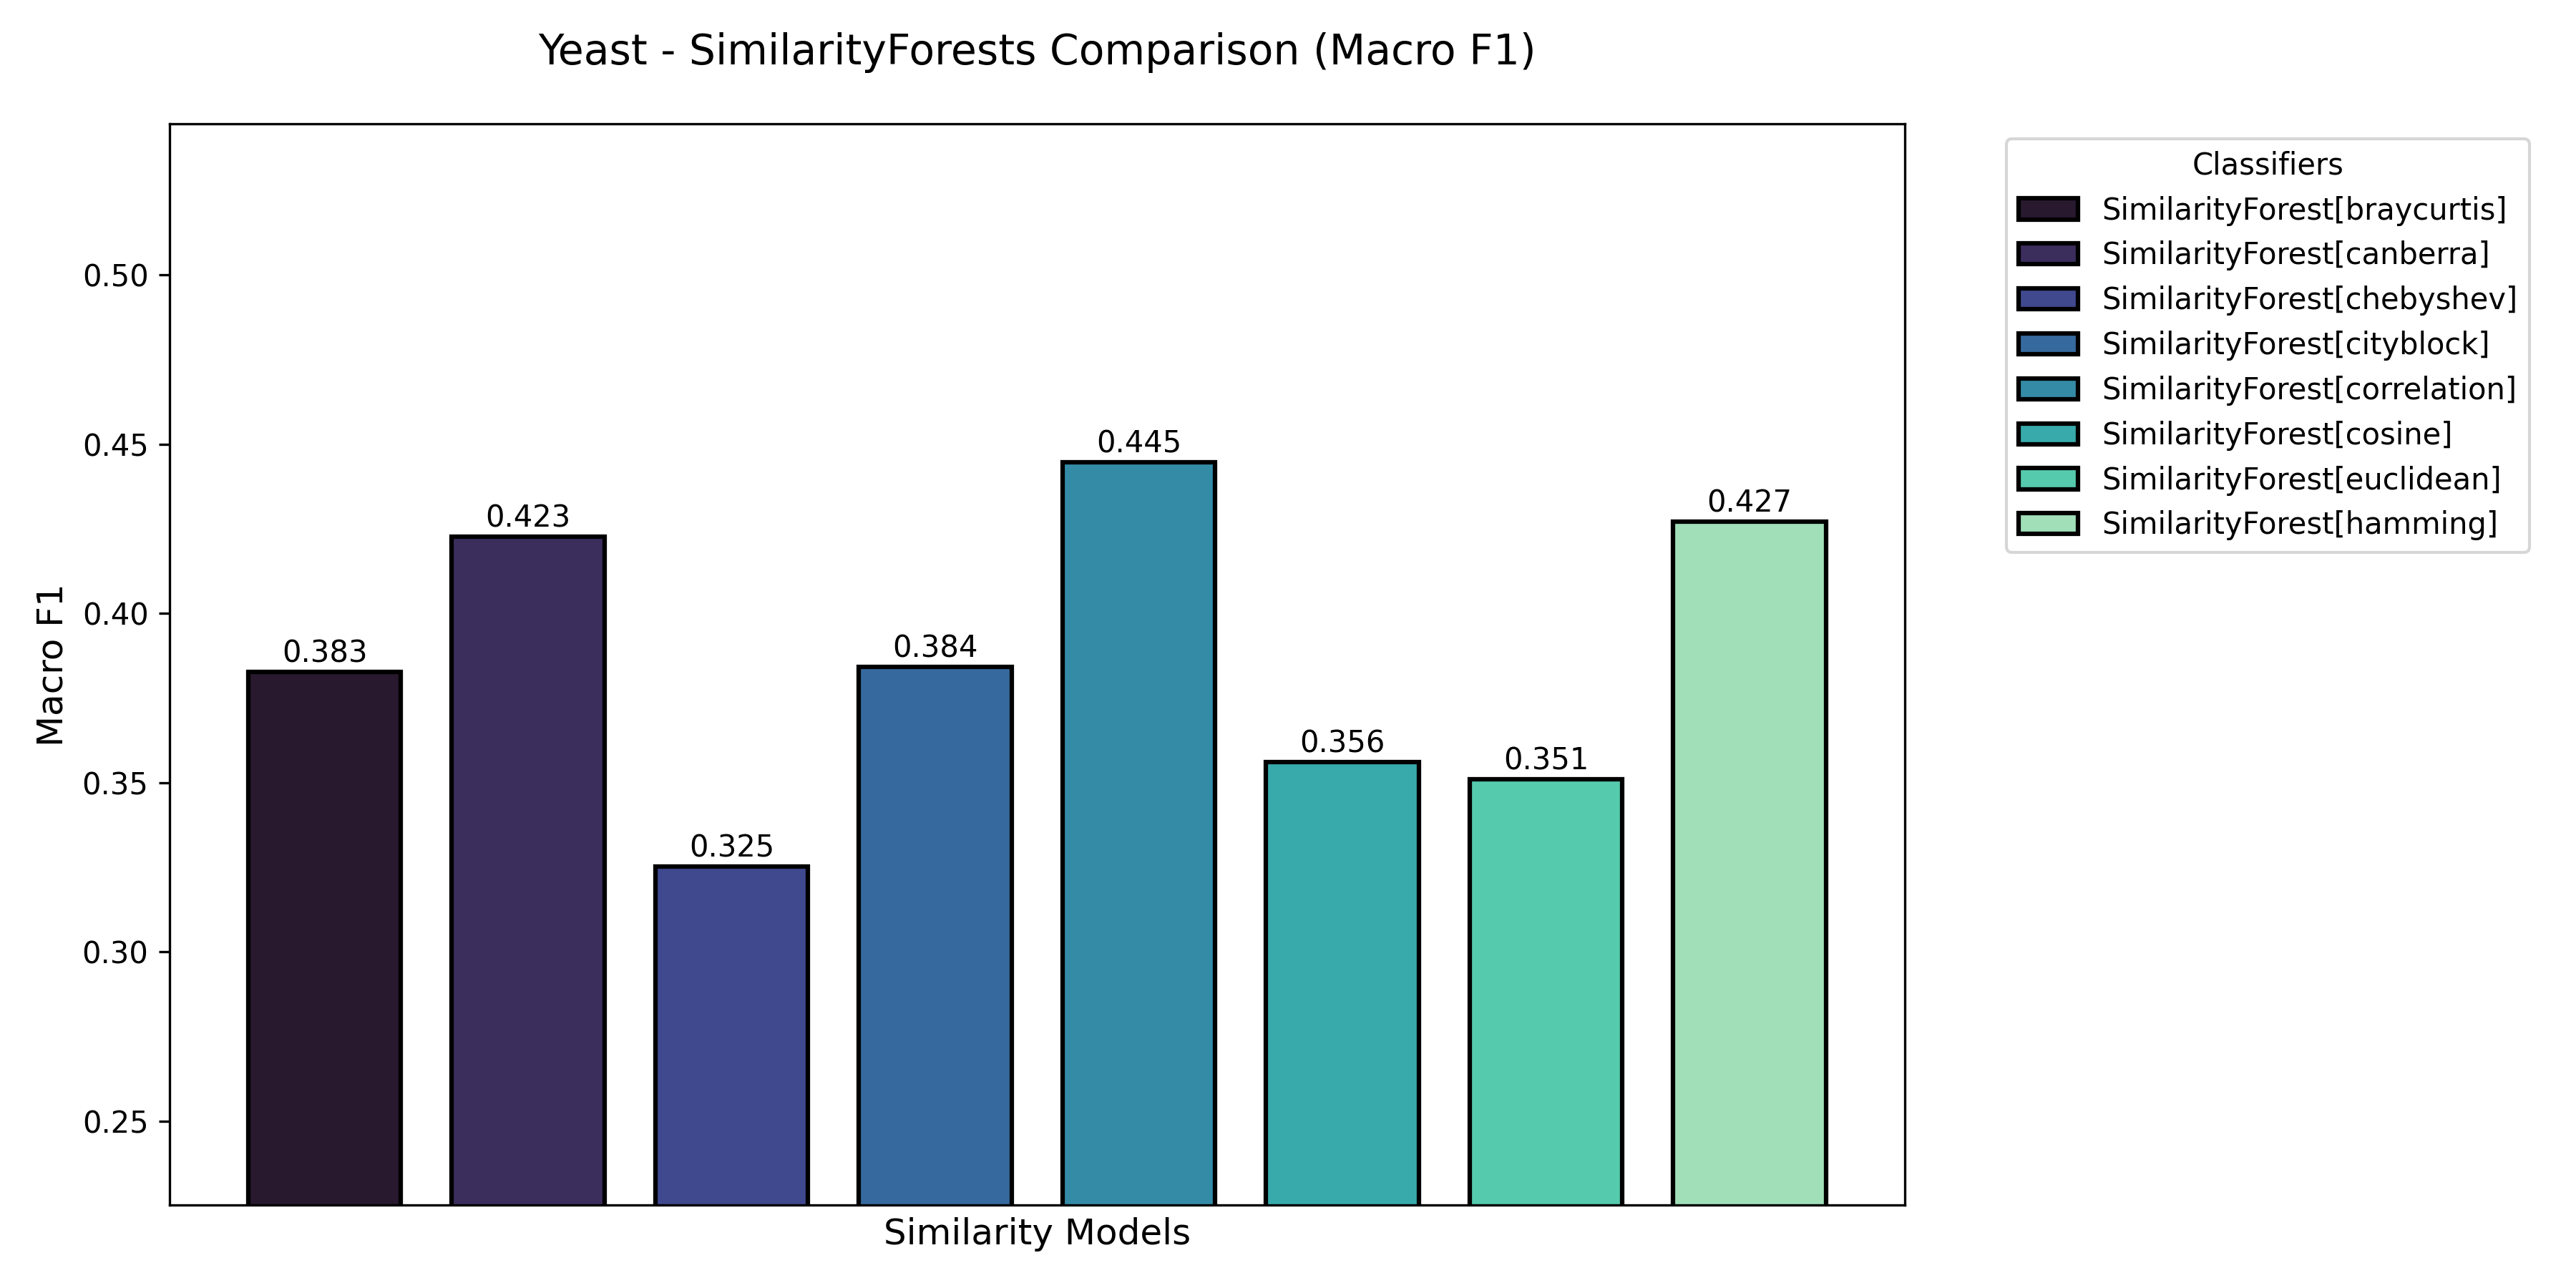 Yeast - SimilarityForests Comparison (Macro F1)
Macro F1
0.50
0.45
0.40
0.35
0.30
0.25
0.383
0.423
0.325
0.384
0.445
0.356
0.351
0.427
Similarity Models
Classifiers
SimilarityForest[braycurtis]
SimilarityForest[canberra]
SimilarityForest[chebyshev]
SimilarityForest[cityblock]
SimilarityForest[correlation]
SimilarityForest[cosine]
SimilarityForest[euclidean]
SimilarityForest[hamming]